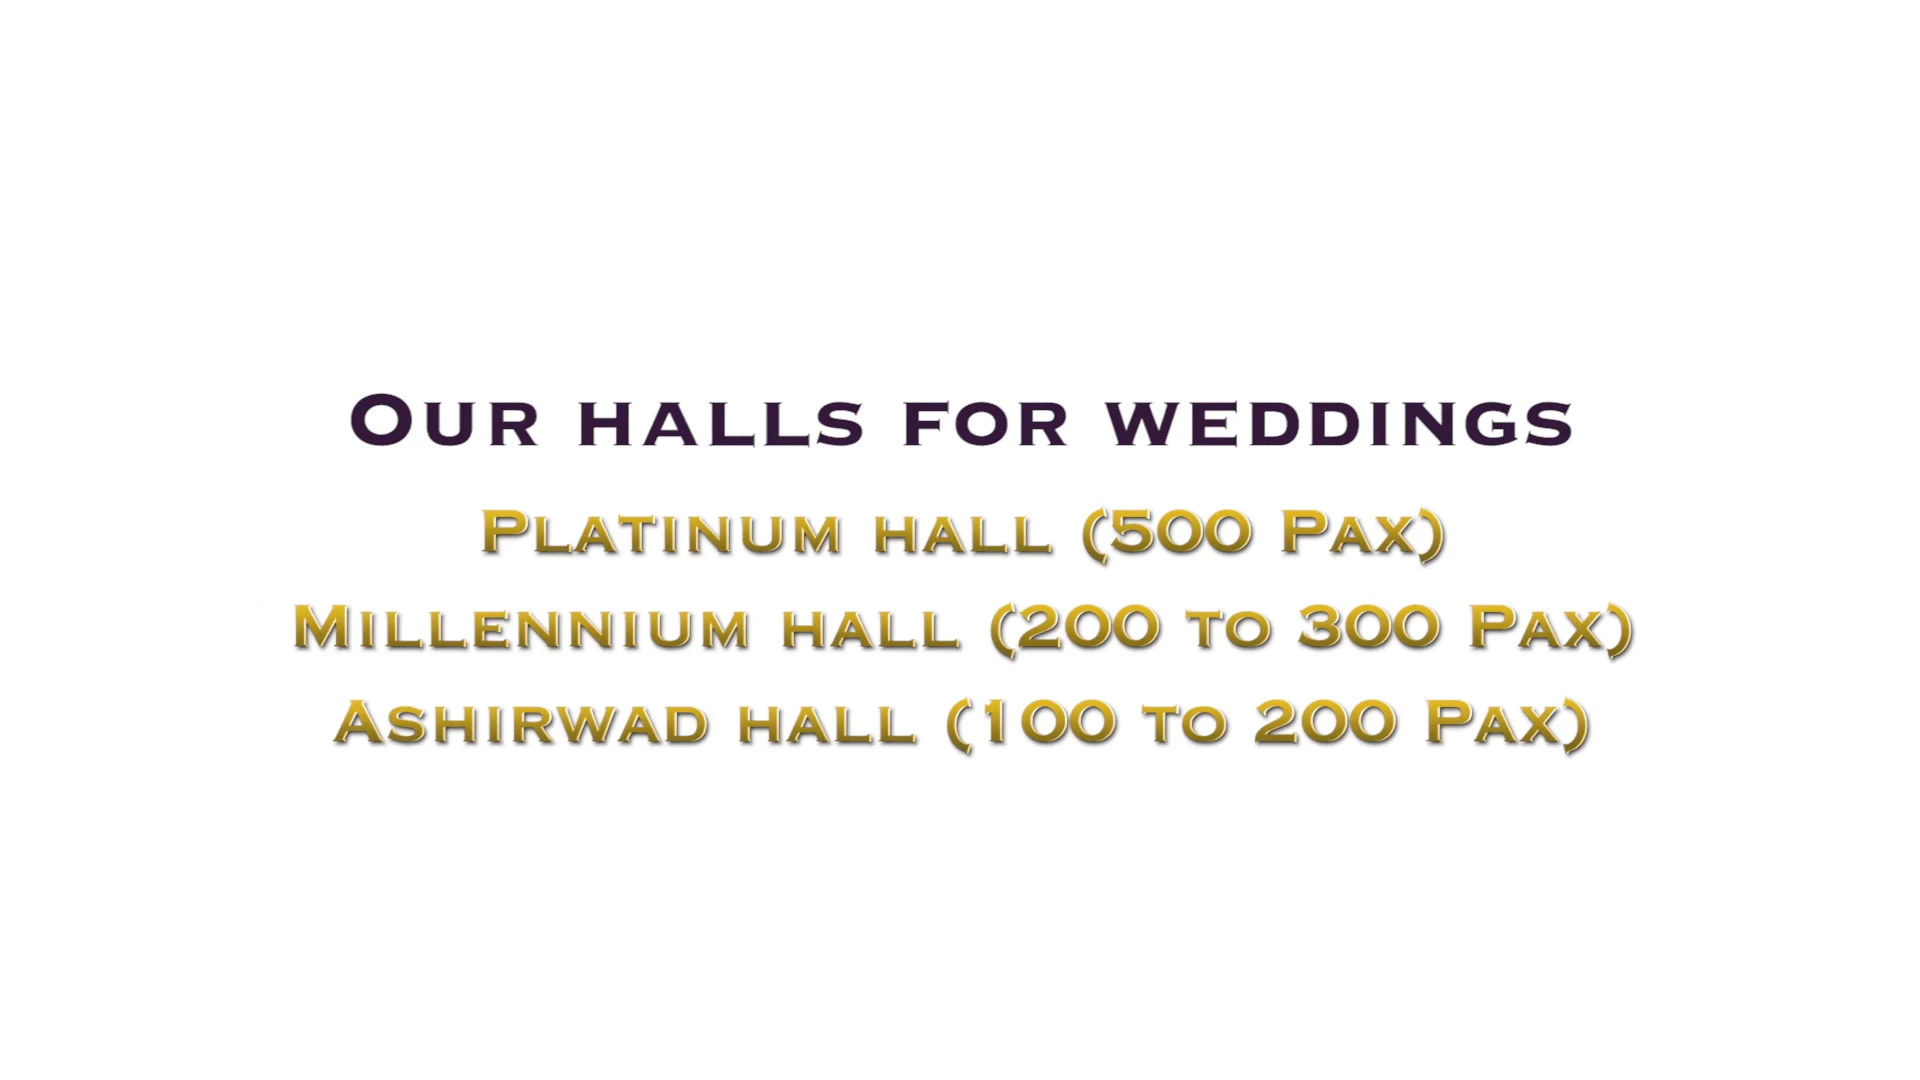 Our halls for weddings
Platinum hall (500 Pax)
Millennium hall (200 to 300 Pax)
Ashirwad hall (100 to 200 Pax)